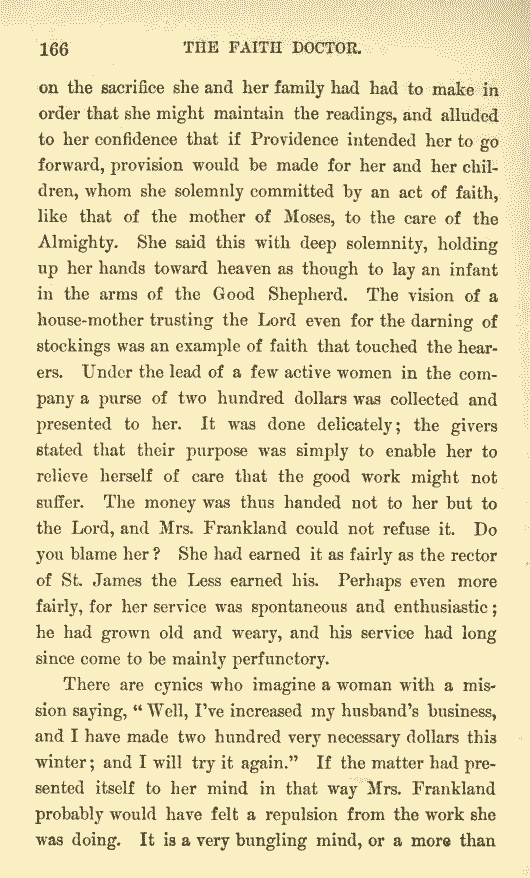 166 THE FAITH DOCTOR.
on the sacrifice she and her family had had to make in
order that she might maintain the readings, and alluded
to her confidence that if Providence intended her to go
forward, provision would be made for her and her chil-
dren, whom she solemnly committed by an act of faith,
like that of the mother of Moses, to the care of the
Almighty. She said this with deep solemnity, holding
up her hands toward heaven as though to lay an infant
in the arms of the Good Shepherd. The vision of a
house-mother trusting the Lord even for the darning of
stockings was an example of faith that touched the hear-
ers. Under the lead of a few active women in the com-
pany a purse of two hundred dollars was collected and
presented to her. It was done delicately; the givers
stated that their purpose was simply to enable her to
relieve herself of care that the good work might not
suffer. The money was thus handed not to her but to
the Lord, and Mrs. Frankland could not refuse it. Do
you blame her? She had earned it as fairly as the rector
of St. James the Less earned his. Perhaps even more
fairly, for her service was spontaneous and enthusiastic;
he had grown old and weary, and his service had long
since come to be mainly perfunctory.
There are cynics who imagine a woman with a mis-
sion saying, "Well, I've increased my husband's business,
and I have made two hundred very necessary dollars this
winter; and I will try it again." If the matter had pre-
sented itself to her mind in that way Mrs. Frankland
probably would have felt a repulsion from the work she
was doing. It is a very bungling mind, or a more than